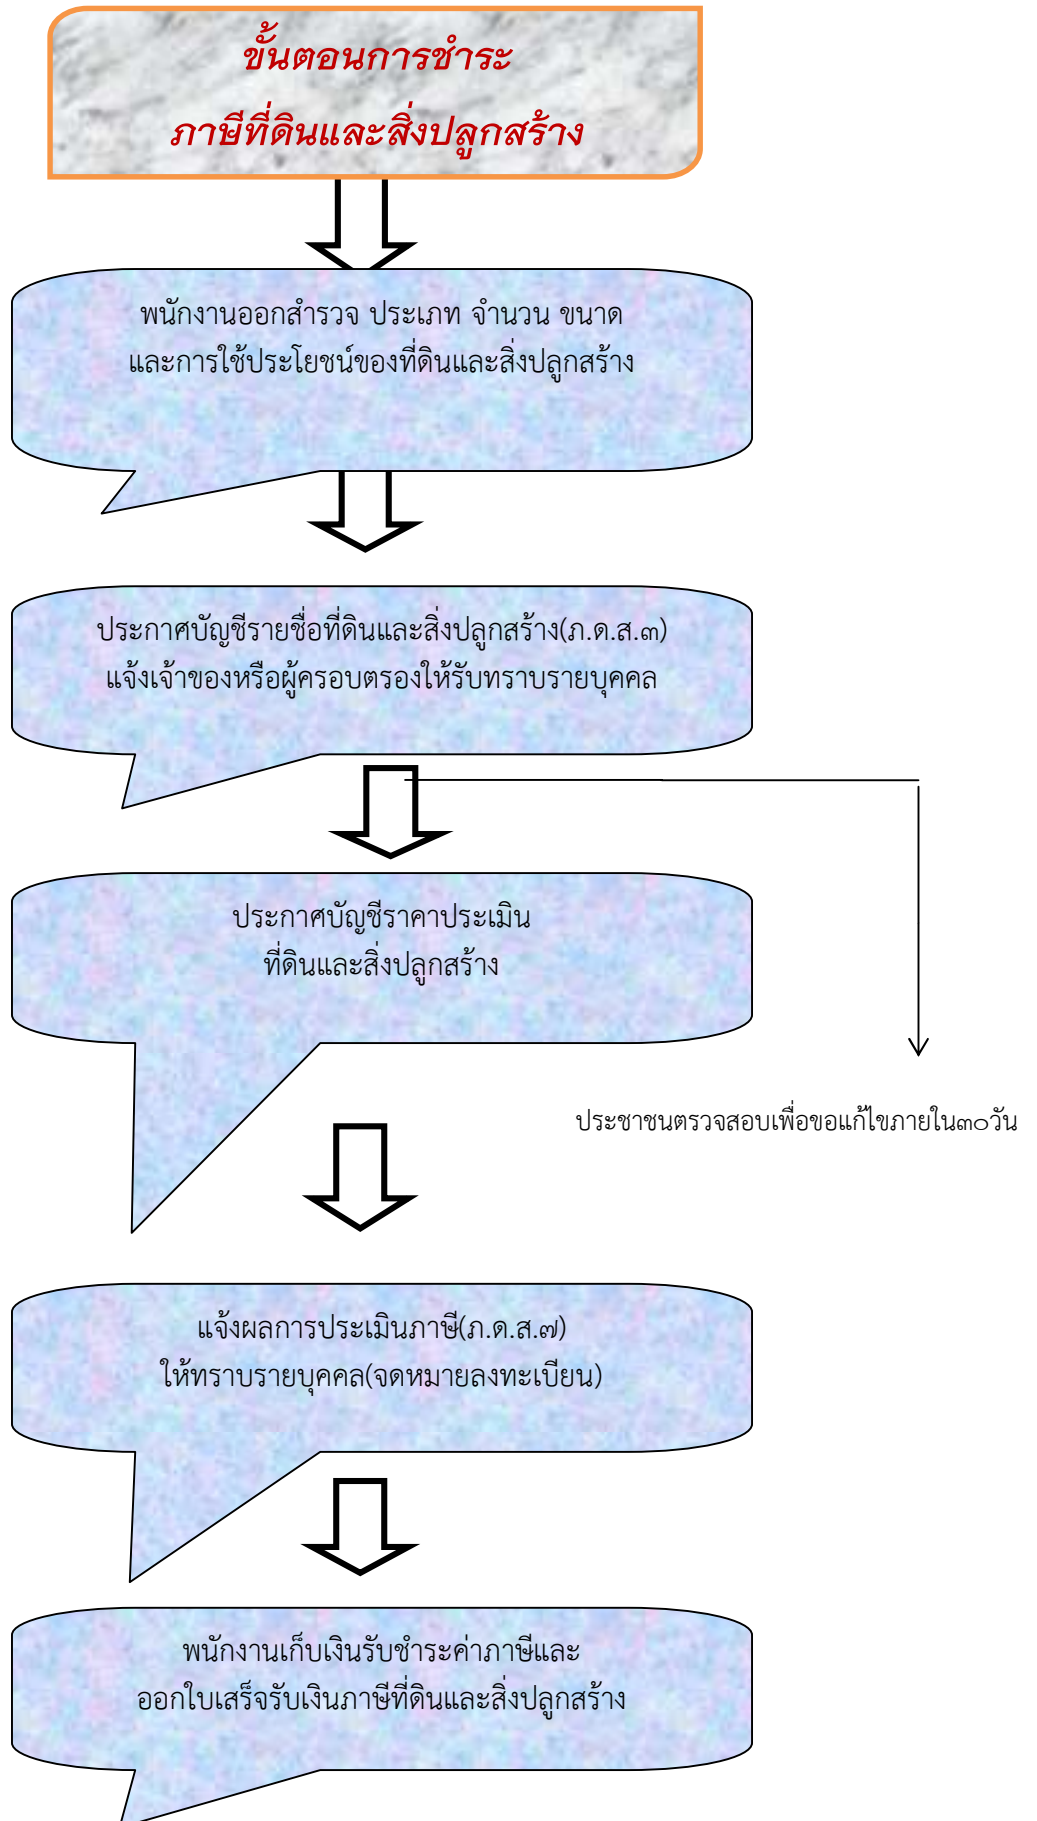 ขั้นตอนการชำระ
ภาษีที่ดินและสิ่งปลูกสร้าง
พนักงานออกสำรวจ ประเภท จำนวน ขนาด
และการใช้ประโยชน์ของที่ดินและสิ่งปลูกสร้าง
ประกาศบัญชีรายชื่อที่ดินและสิ่งปลูกสร้าง(ภ.ด.ส.๓)
แจ้งเจ้าของหรือผู้ครอบตรองให้รับทราบรายบุคคล
ประกาศบัญชีราคาประเมิน
ที่ดินและสิ่งปลูกสร้าง
ประชาชนตรวจสอบเพื่อขอแก้ไขภายใน๓๐วัน
แจ้งผลการประเมินภาษี(ภ.ด.ส.๗)
ให้ทราบรายบุคคล(จดหมายลงทะเบียน)
พนักงานเก็บเงินรับชำระค่าภาษีและ
ออกใบเสร็จรับเงินภาษีที่ดินและสิ่งปลูกสร้าง